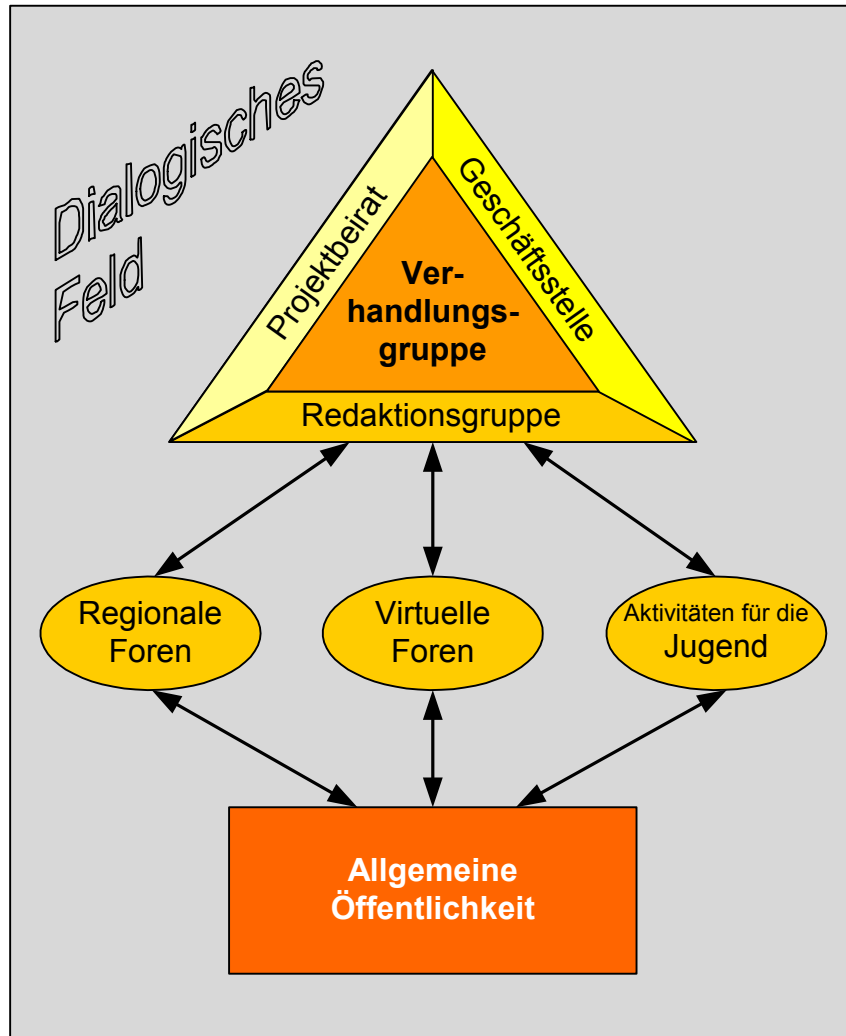 Dialogisches
Feld
Projektbeirat
Geschäftsstelle
Ver-
handlungs-
gruppe
Redaktionsgruppe
Regionale
Foren
Virtuelle
Foren
Aktivitäten für die
Jugend
Allgemeine
Öffentlichkeit